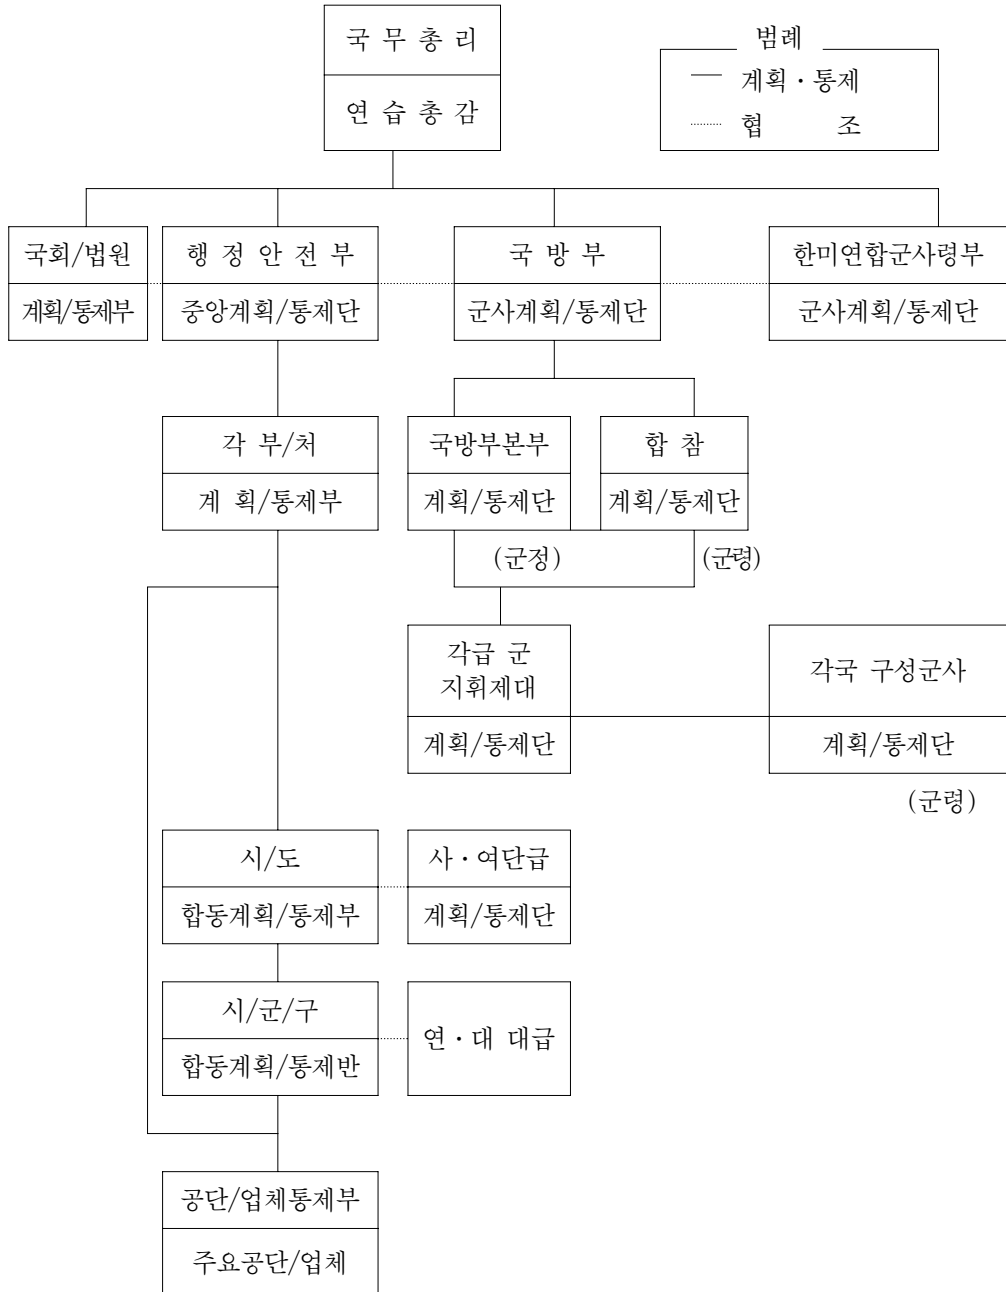 국 무 총 리
연 습 총 감
범례
계획·통제
협 조
국회/법원
계획/통제부
행 정 안 전 부
중앙계획/통제단
국 방 부
군사계획/통제단
한미연합군사령부
군사계획/통제단
각 부/처
계 획/통제부
국방부본부
계획/통제단
합 참
계획/통제단
(군정)
(군령)
각급 군
지휘제대
계획/통제단
각국 구성군사
계획/통제단
(군령)
시/도
합동계획/통제부
사·여단급
계획/통제단
시/군/구
합동계획/통제반
연·대 대급
공단/업체통제부
주요공단/업체